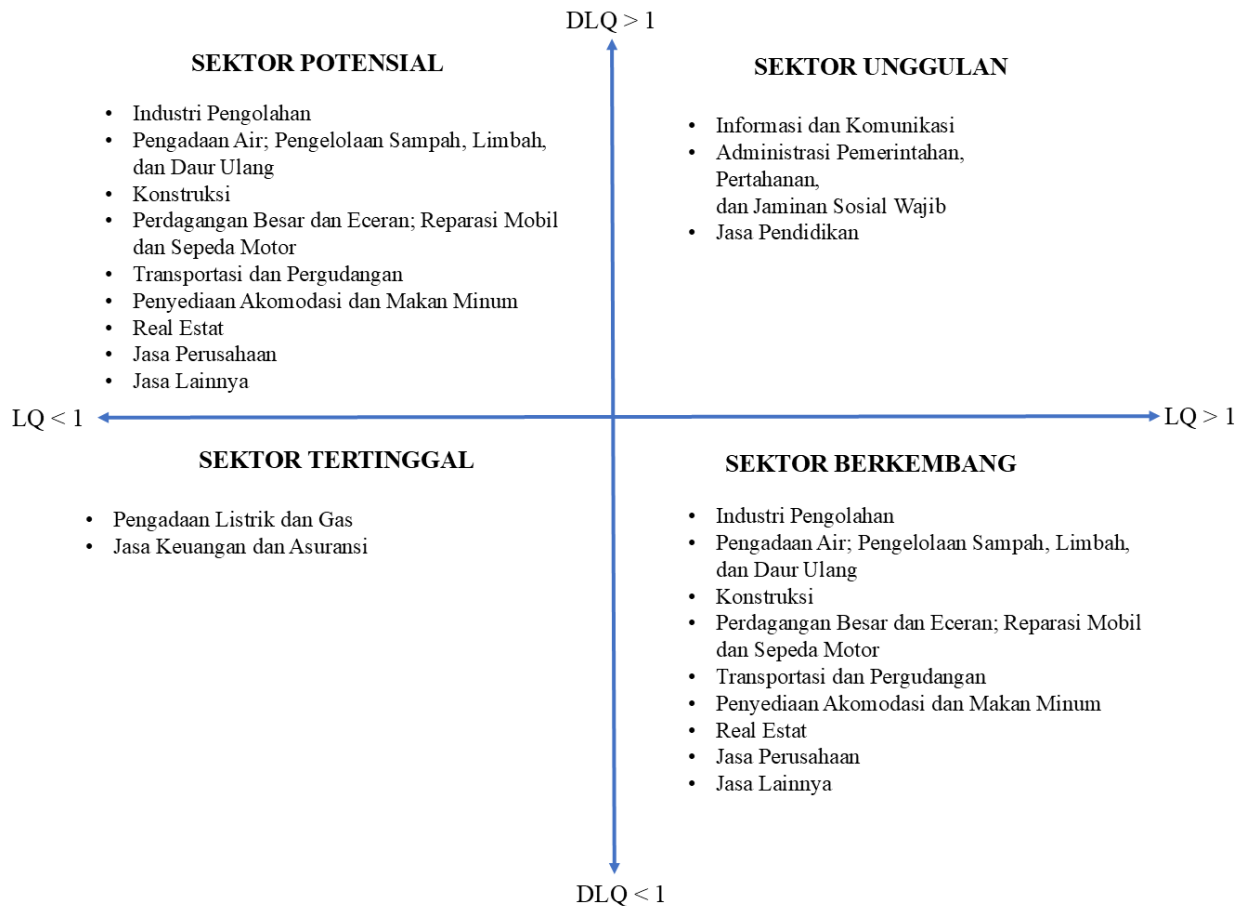 DLQ > 1
SEKTOR POTENSIAL
• Industri Pengolahan
• Pengadaan Air; Pengelolaan Sampah, Limbah,
dan Daur Ulang
• Konstruksi
• Perdagangan Besar dan Eceran; Reparasi Mobil
dan Sepeda Motor
• Transportasi dan Pergudangan
• Penyediaan Akomodasi dan Makan Minum
• Real Estat
• Jasa Perusahaan
• Jasa Lainnya
SEKTOR UNGGULAN
• Informasi dan Komunikasi
• Administrasi Pemerintahan,
Pertahanan,
dan Jaminan Sosial Wajib
• Jasa Pendidikan
LQ < 1
LQ > 1
SEKTOR TERTINGGAL
• Pengadaan Listrik dan Gas
• Jasa Keuangan dan Asuransi
SEKTOR BERKEMBANG
• Industri Pengolahan
• Pengadaan Air; Pengelolaan Sampah, Limbah,
dan Daur Ulang
• Konstruksi
• Perdagangan Besar dan Eceran; Reparasi Mobil
dan Sepeda Motor
• Transportasi dan Pergudangan
• Penyediaan Akomodasi dan Makan Minum
• Real Estat
• Jasa Perusahaan
• Jasa Lainnya
DLQ < 1